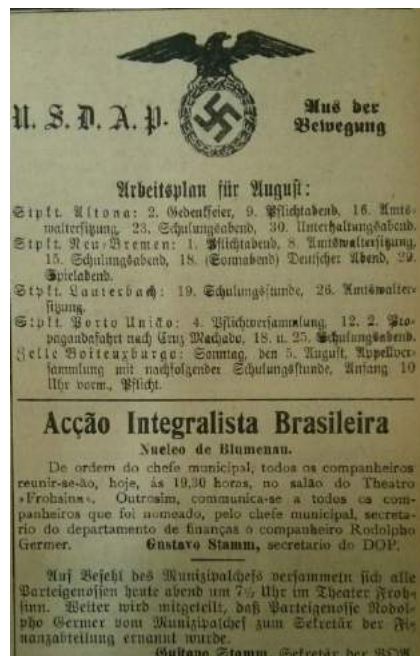 N. S. D. A. P.
Aus der
Bewegung
Arbeitsplan für August:
Stpkt. Altona: 2. Gedenkfeier, 9. Pflichtabend, 16. Amts-
waltersitzung, 23. Schulungsabend, 30. Unterhaltungsabend.
Stpkt. Neu-Bremen: 1. Pflichtabend, 8. Amtswaltersitzung,
15. Schulungsabend, 18. (Sonnabend) Deutscher Abend, 29.
Spielabend.
Stpkt. Lauterbach: 19. Schulungsstunde, 26. Amtswalter-
sitzung.
Stpkt. Porto União: 4. Pflichtversammlung, 12. 2. Pro-
pagandafahrt nach Cruz Machado, 18. u. 25. Schulungsabend.
Zelle Boiteuxburgo: Sonntag, den 5. August, Appellver-
sammlung mit nachfolgender Schulungsstunde, Anfang 10
Uhr vorm., Pflicht.
Acção Integralista Brasileira
Nucleo de Blumenau.
De ordem do chefe municipal, todos os companheiros
reunir-se-ão, hoje, ás 19,30 horas, no salão do Theatro
»Frohsinn«. Outrosim, communica-se a todos os com-
panheiros que foi nomeado, pelo chefe municipal, secreta-
rio do departamento de finanças o companheiro Rodolpho
Germer. Gustavo Stamm, secretario do DOP.
Auf Befehl des Munizipalchefs versammeln sich alle
Parteigenossen heute abend um 7½ Uhr im Theater Froh-
sinn. Weiter wird mitgeteilt, daß Parteigenosse Rodol-
pho Germer vom Munizipalchef zum Sekretär der Fi-
nanzabteilung ernannt wurde.
Gustavo Stamm, Sekretär der